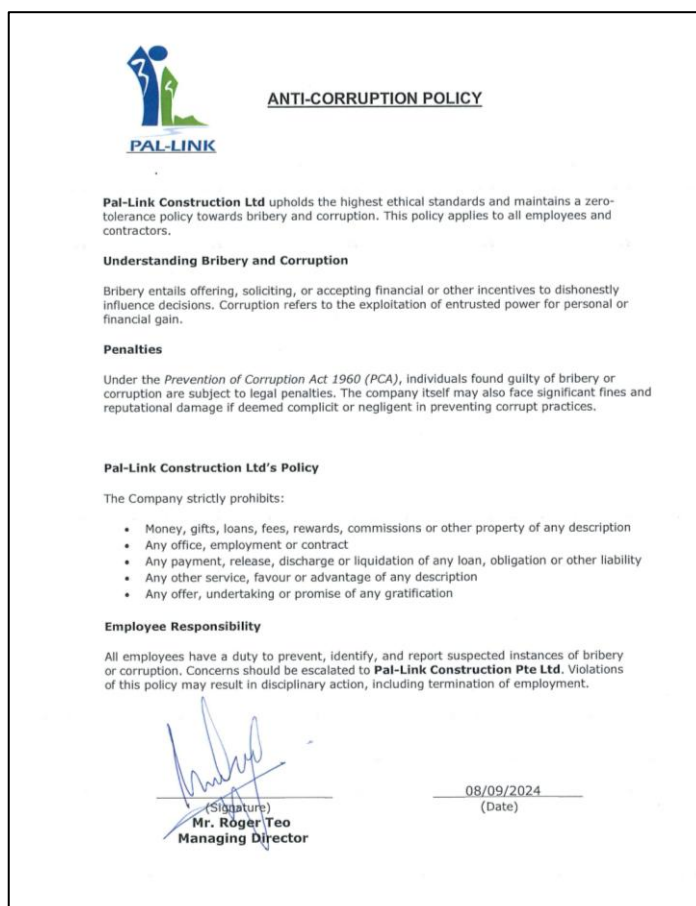 ANTI-CORRUPTION POLICY
PAL-LINK
Pal-Link Construction Ltd upholds the highest ethical standards and maintains a zero-
tolerance policy towards bribery and corruption. This policy applies to all employees and
contractors.
Understanding Bribery and Corruption
Bribery entails offering, soliciting, or accepting financial or other incentives to dishonestly
influence decisions. Corruption refers to the exploitation of entrusted power for personal or
financial gain.
Penalties
Under the Prevention of Corruption Act 1960 (PCA), individuals found guilty of bribery or
corruption are subject to legal penalties. The company itself may also face significant fines and
reputational damage if deemed complicit or negligent in preventing corrupt practices.
Pal-Link Construction Ltd's Policy
The Company strictly prohibits:
• Money, gifts, loans, fees, rewards, commissions or other property of any description
• Any office, employment or contract
• Any payment, release, discharge or liquidation of any loan, obligation or other liability
• Any other service, favour or advantage of any description
• Any offer, undertaking or promise of any gratification
Employee Responsibility
All employees have a duty to prevent, identify, and report suspected instances of bribery
or corruption. Concerns should be escalated to Pal-Link Construction Pte Ltd. Violations
of this policy may result in disciplinary action, including termination of employment.
08/09/2024
(Signature)
(Date)
Mr. Roger Teo
Managing Director